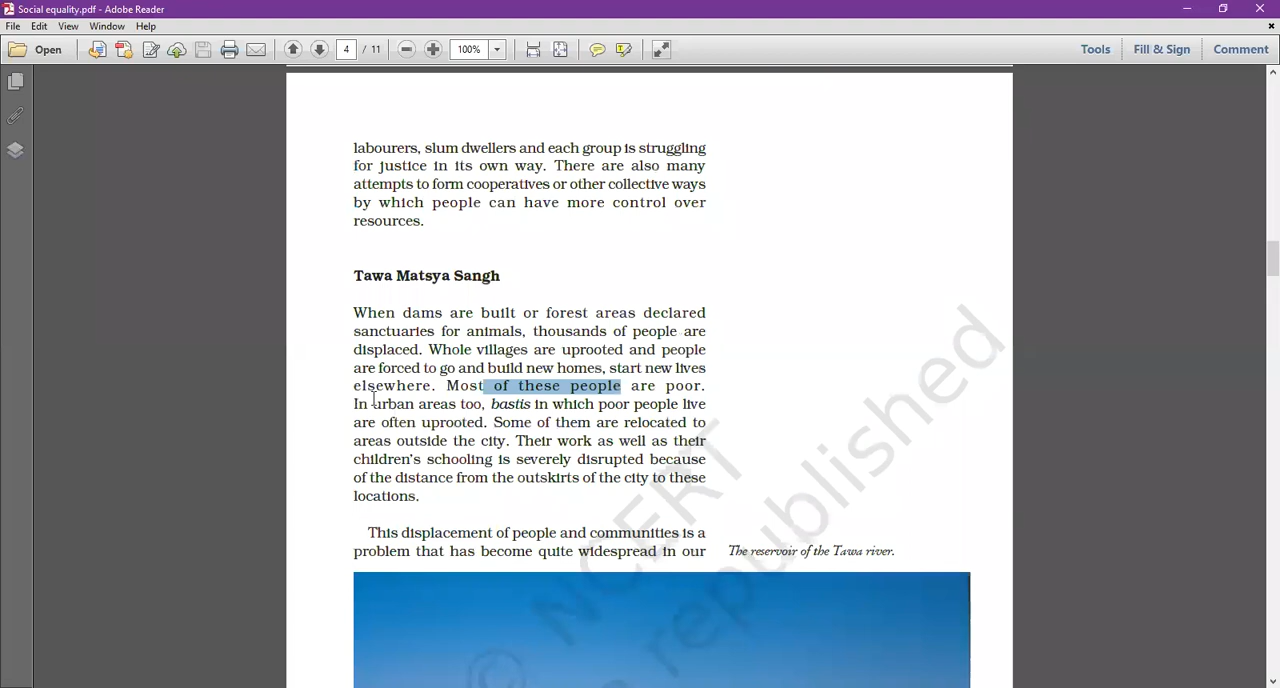 Social equality.pdf - Adobe Reader
File Edit View Window Help
Open 4 / 11 100% Tools Fill & Sign Comment
labourers, slum dwellers and each group is struggling
for justice in its own way. There are also many
attempts to form cooperatives or other collective ways
by which people can have more control over
resources.
Tawa Matsya Sangh
When dams are built or forest areas declared
sanctuaries for animals, thousands of people are
displaced. Whole villages are uprooted and people
are forced to go and build new homes, start new lives
elsewhere. Most of these people are poor.
In urban areas too, bastis in which poor people live
are often uprooted. Some of them are relocated to
areas outside the city. Their work as well as their
children's schooling is severely disrupted because
of the distance from the outskirts of the city to these
locations.
This displacement of people and communities is a
problem that has become quite widespread in our
The reservoir of the Tawa river.
© NCERT
republished